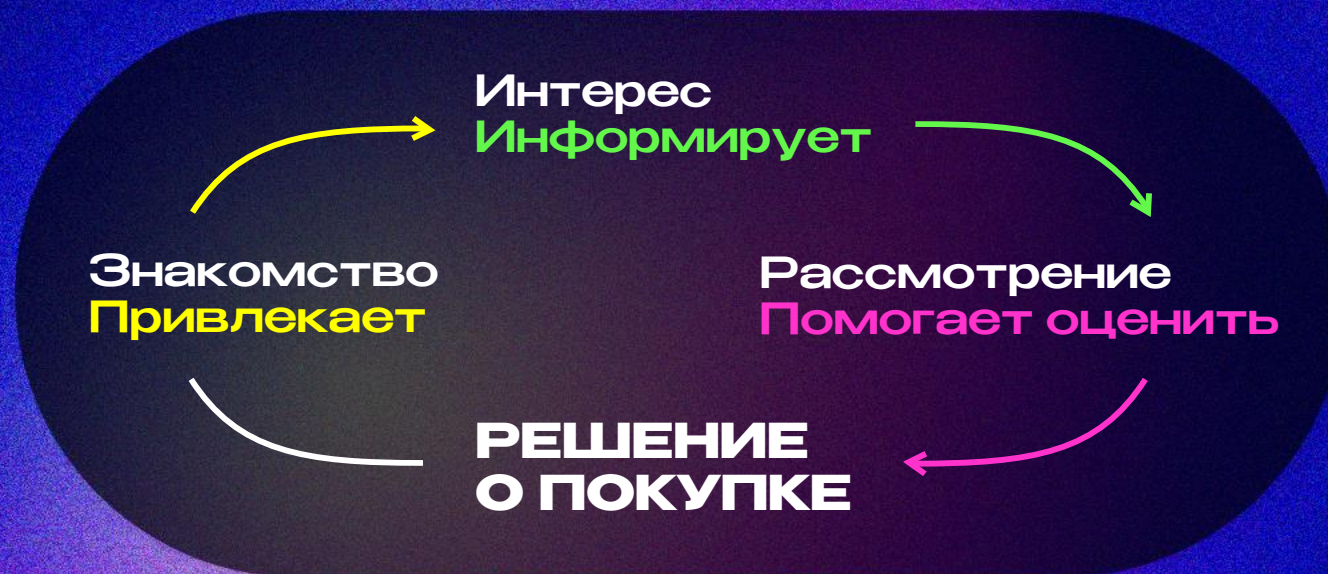 Интерес
Информирует
Знакомство
Привлекает
Рассмотрение
Помогает оценить
РЕШЕНИЕ
О ПОКУПКЕ